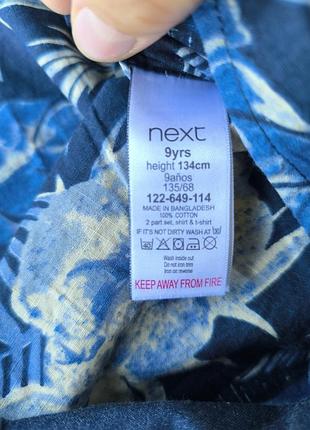 next
9yrs
height 134cm
9años
135/68
122-649-114
MADE IN BANGLADESH
100% COTTON
2 part set, shirt & t-shirt
IF IT'S NOT DIRTY WASH AT 30
Wash inside out
Do not iron trim
Iron on reverse
KEEP AWAY FROM FIRE